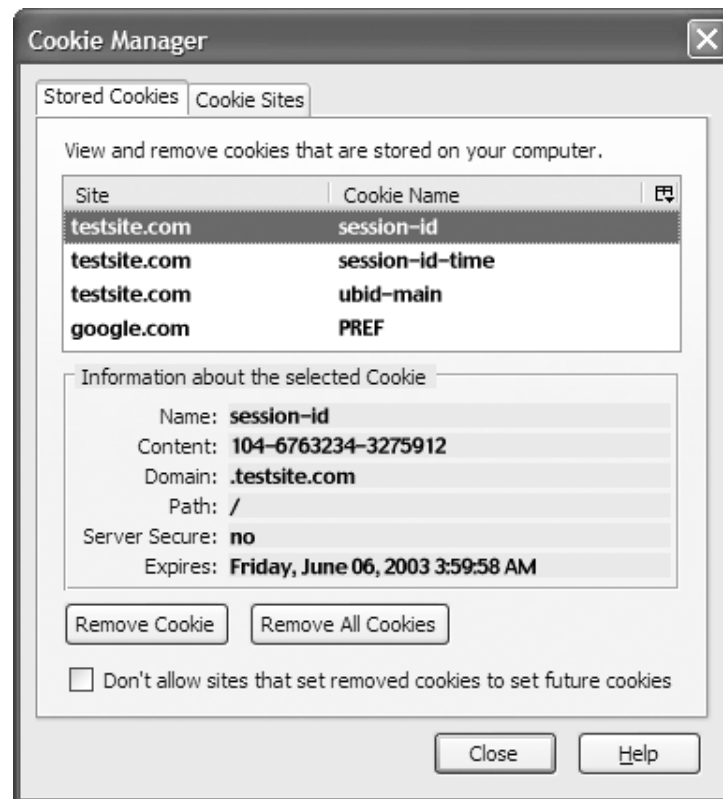 Cookie Manager
Stored Cookies Cookie Sites
View and remove cookies that are stored on your computer.
Site Cookie Name
testsite.com session-id
testsite.com session-id-time
testsite.com ubid-main
google.com PREF
Information about the selected Cookie
Name: session-id
Content: 104-6763234-3275912
Domain: .testsite.com
Path: /
Server Secure: no
Expires: Friday, June 06, 2003 3:59:58 AM
Remove Cookie Remove All Cookies
Don't allow sites that set removed cookies to set future cookies
Close Help